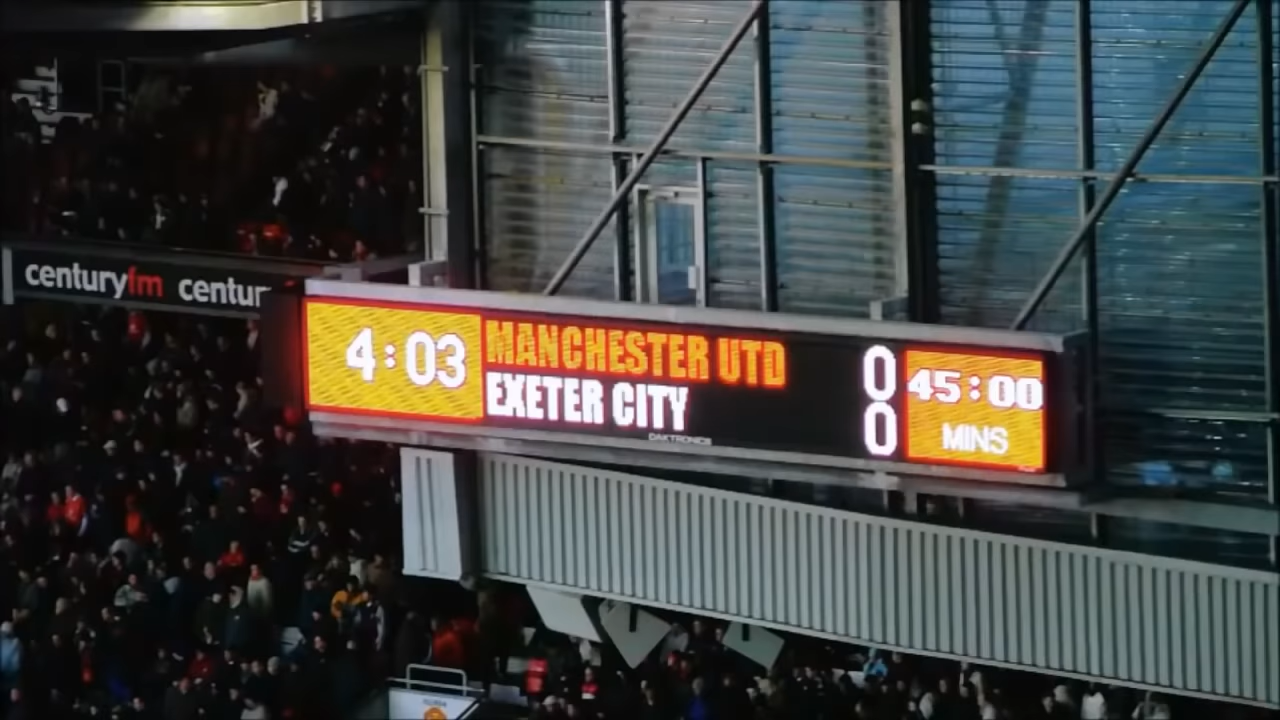 centuryfm centur
4:03
MANCHESTER UTD 0
EXETER CITY 0
45:00
MINS
DAKTRONICS